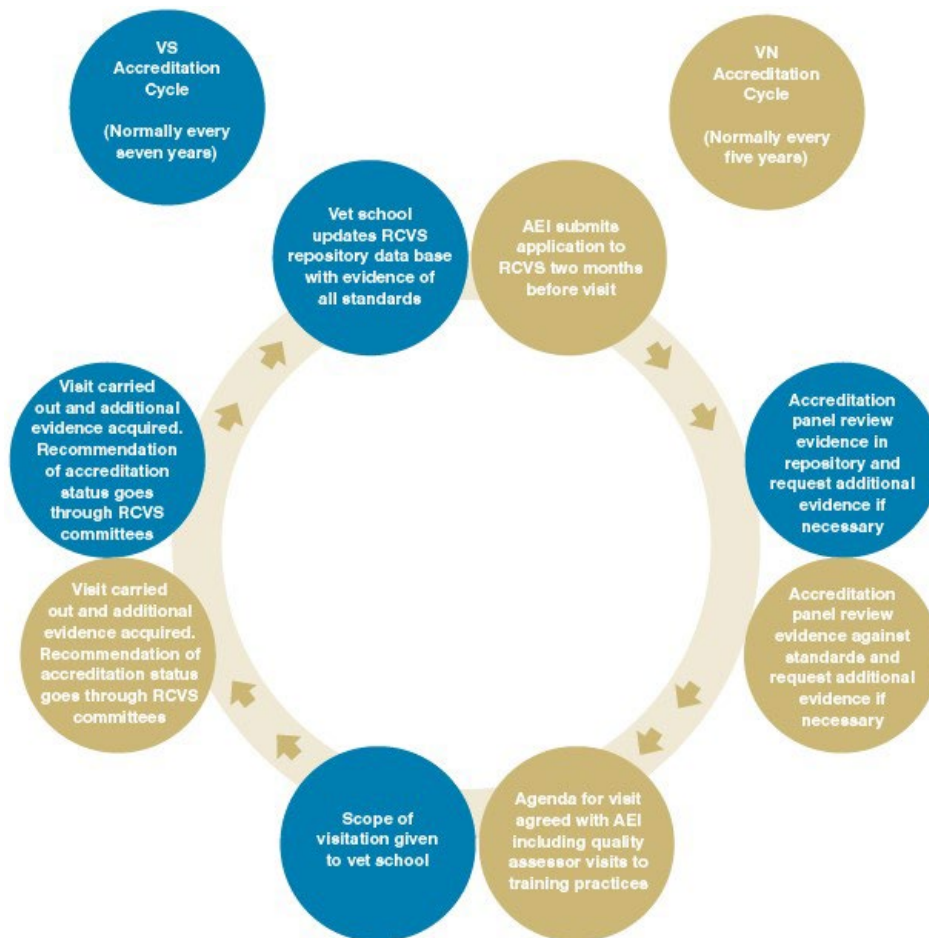 VS
Accreditation
Cycle
(Normally every
seven years)
VN
Accreditation
Cycle
(Normally every
five years)
Vet school
updates RCVS
repository data base
with evidence of
all standards
AEI submits
application to
RCVS two months
before visit
Accreditation
panel review
evidence in
repository and
request additional
evidence if
necessary
Accreditation
panel review
evidence against
standards and
request additional
evidence if
necessary
Scope of
visitation given
to vet school
Agenda for visit
agreed with AEI
including quality
assessor visits to
training practices
Visit carried
out and additional
evidence acquired.
Recommendation
of accreditation
status goes
through RCVS
committees
Visit carried
out and additional
evidence acquired.
Recommendation of
accreditation status
goes through RCVS
committees